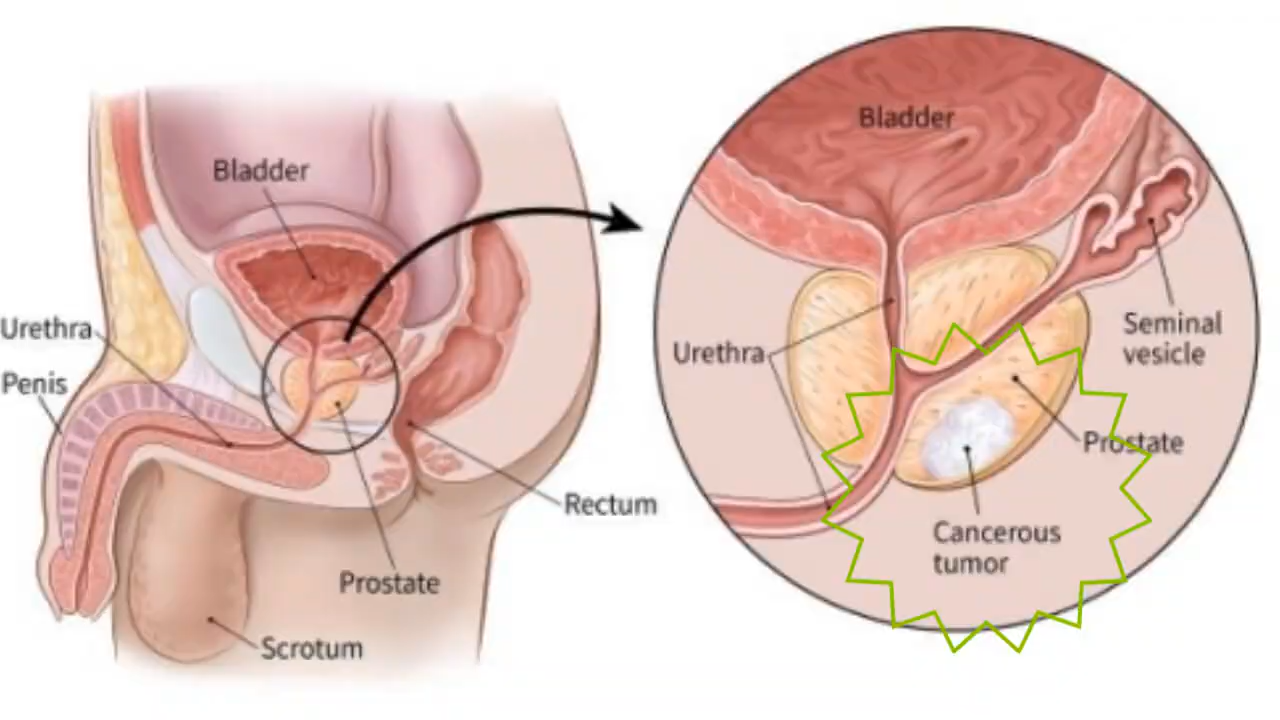 Bladder
Urethra
Penis
Rectum
Prostate
Scrotum
Bladder
Urethra
Seminal
vesicle
Prostate
Cancerous
tumor